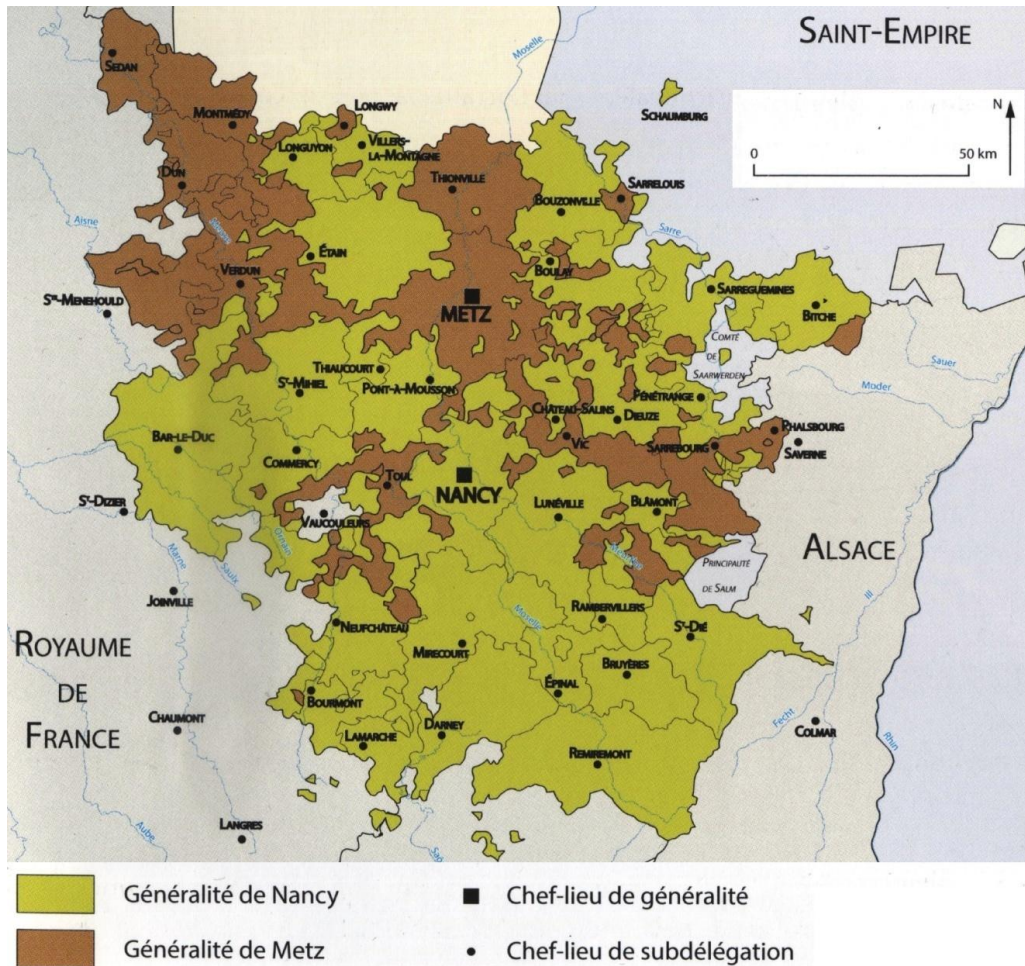 SAINT-EMPIRE
Moselle
SEDAN
SCHAUMBURG
N
0 50 km
MONTMÉDY
LONGWY
LONGUYON
VILLERS-
LA-MONTAGNE
THIONVILLE
SARRELOUIS
DUN
BOUZONVILLE
Aisne
Sarre
ÉTAIN
VERDUN
BOULAY
STE-MENEHOULD
METZ
SARREGUEMINES
BITCHE
COMTÉ
DE
SAARWERDEN
Sauer
THIAUCOURT
ST-MIHIEL
PONT-À-MOUSSON
Moder
PÉNÉTRANGE
CHÂTEAU-SALINS
DIEUZE
PHALSBOURG
BAR-LE-DUC
COMMERCY
VIC
SARREBOURG
SAVERNE
TOUL
NANCY
ST-DIZIER
VAUCOULEURS
LUNÉVILLE
BLÂMONT
ALSACE
Marne
Saulx
PRINCIPAUTÉ
DE SALM
JOINVILLE
Ill
NEUFCHÂTEAU
Moselle
RAMBERVILLERS
ST-DIÉ
ROYAUME
DE
FRANCE
MIRECOURT
BRUYÈRES
ÉPINAL
BOURMONT
CHAUMONT
DARNEY
LAMARCHE
Fecht
COLMAR
Rhin
REMIREMONT
LANGRES
Aube
Généralité de Nancy
Chef-lieu de généralité
Généralité de Metz
Chef-lieu de subdélégation